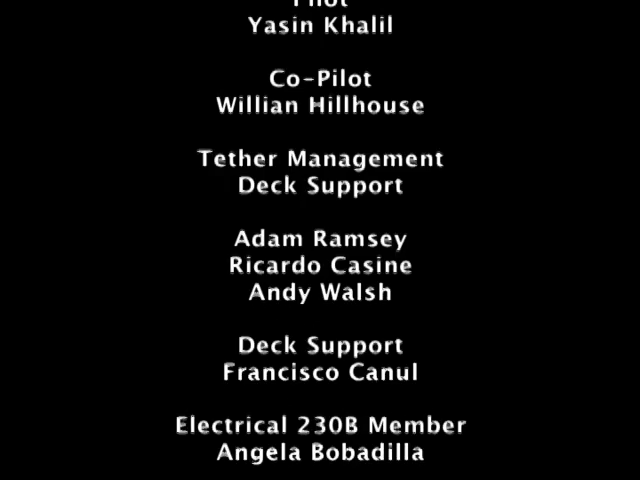 Pilot
Yasin Khalil
Co-Pilot
Willian Hillhouse
Tether Management
Deck Support
Adam Ramsey
Ricardo Casine
Andy Walsh
Deck Support
Francisco Canul
Electrical 230B Member
Angela Bobadilla